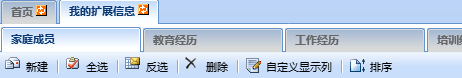 首页 我的扩展信息
家庭成员 教育经历 工作经历
新建 全选 反选 删除 自定义显示列 排序